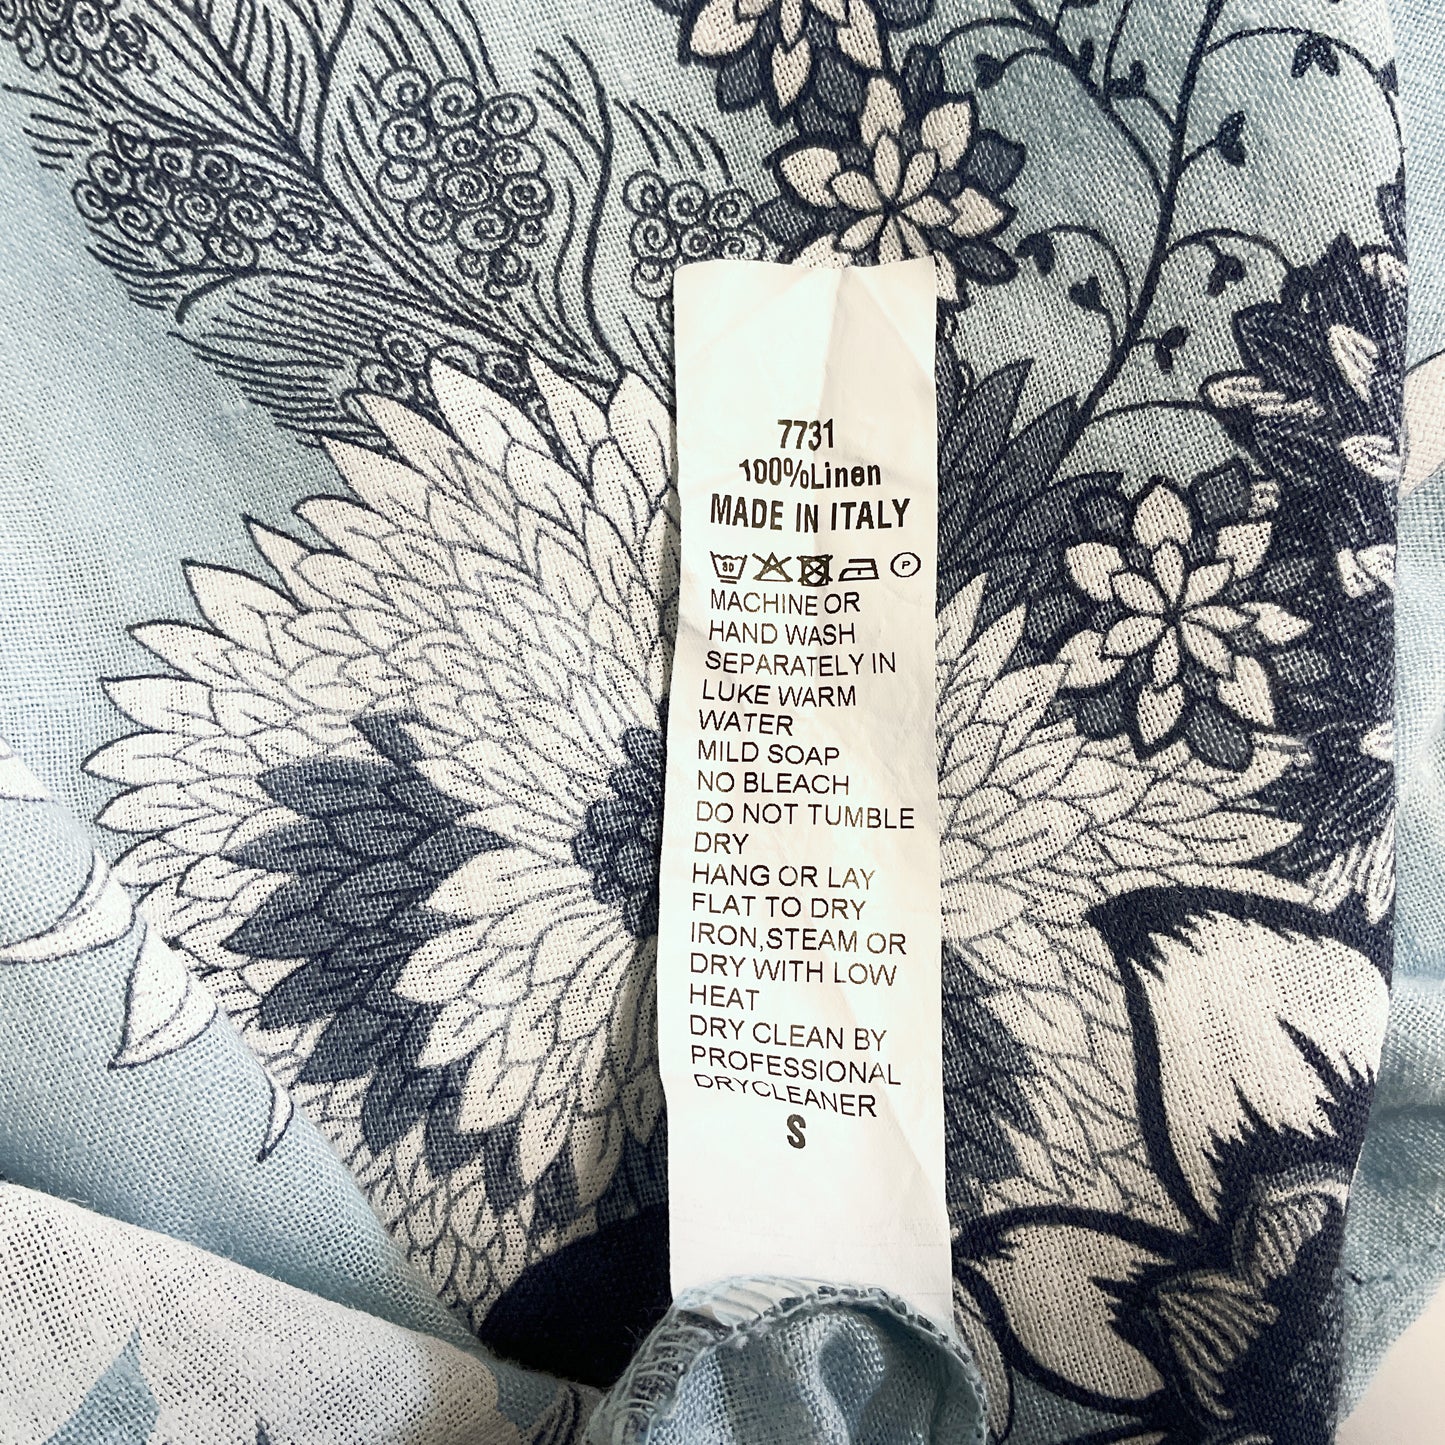 7731
100%Linen
MADE IN ITALY
30 P
MACHINE OR
HAND WASH
SEPARATELY IN
LUKE WARM
WATER
MILD SOAP
NO BLEACH
DO NOT TUMBLE
DRY
HANG OR LAY
FLAT TO DRY
IRON,STEAM OR
DRY WITH LOW
HEAT
DRY CLEAN BY
PROFESSIONAL
DRYCLEANER
S